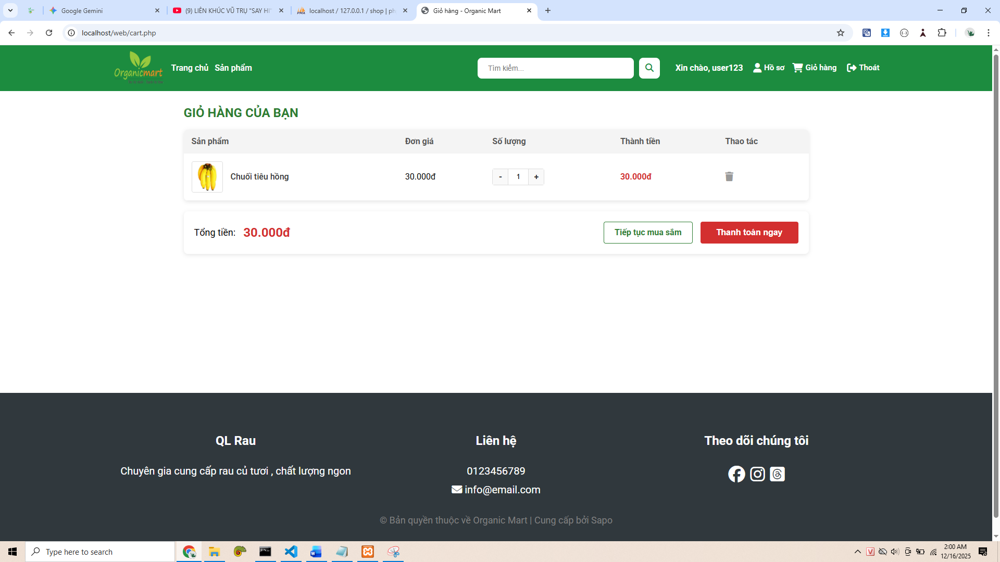 Google Gemini
(9) LIÊN KHÚC VŨ TRỤ "SAY HI"
localhost / 127.0.0.1 / shop | ph
Giỏ hàng - Organic Mart
localhost/web/cart.php
Organicmart
Trang chủ
Sản phẩm
Tìm kiếm...
Xin chào, user123
Hồ sơ
Giỏ hàng
Thoát
GIỎ HÀNG CỦA BẠN
Sản phẩm Đơn giá Số lượng Thành tiền Thao tác
Chuối tiêu hồng 30.000đ - 1 + 30.000đ
Tổng tiền: 30.000đ
Tiếp tục mua sắm
Thanh toán ngay
QL Rau
Chuyên gia cung cấp rau củ tươi , chất lượng ngon
Liên hệ
0123456789
info@email.com
Theo dõi chúng tôi
© Bản quyền thuộc về Organic Mart | Cung cấp bởi Sapo
Type here to search
2:00 AM
12/16/2025